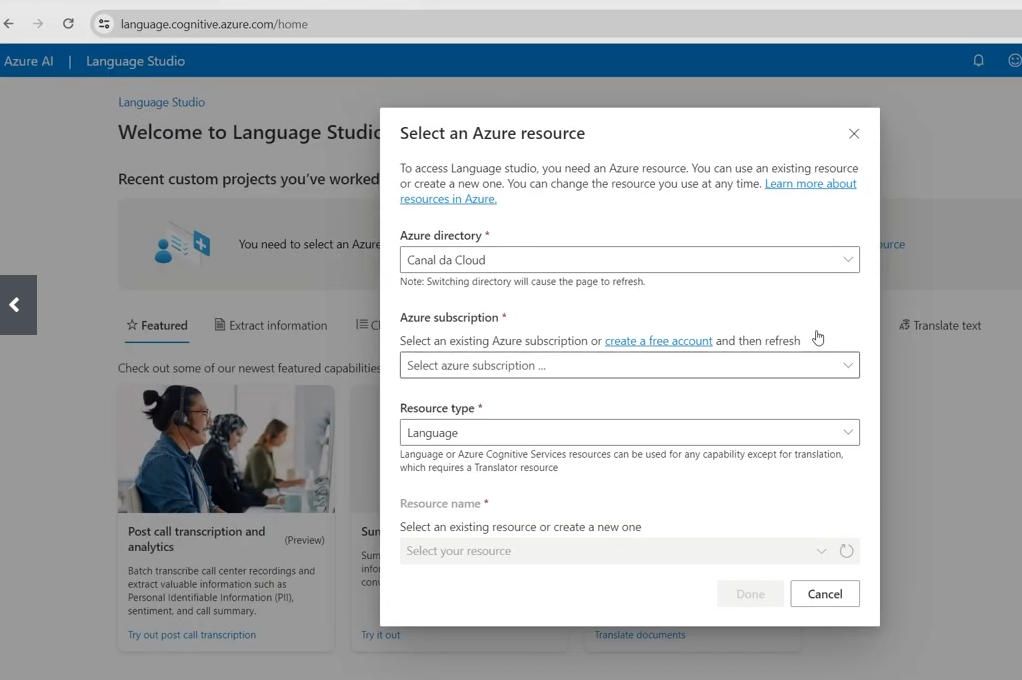 language.cognitive.azure.com/home
Azure AI | Language Studio
Language Studio
Welcome to Language Studio
Recent custom projects you've worked
You need to select an Azure
Featured
Extract information
Translate text
Check out some of our newest featured capabilities
Post call transcription and
analytics
(Preview)
Batch transcribe call center recordings and
extract valuable information such as
Personal Identifiable Information (PII),
sentiment, and call summary.
Try out post call transcription
Try it out
Translate documents
Select an Azure resource
To access Language studio, you need an Azure resource. You can use an existing resource
or create a new one. You can change the resource you use at any time. Learn more about
resources in Azure.
Azure directory *
Canal da Cloud
Note: Switching directory will cause the page to refresh.
Azure subscription *
Select an existing Azure subscription or create a free account and then refresh
Select azure subscription ...
Resource type *
Language
Language or Azure Cognitive Services resources can be used for any capability except for translation,
which requires a Translator resource
Resource name *
Select an existing resource or create a new one
Select your resource
Done
Cancel